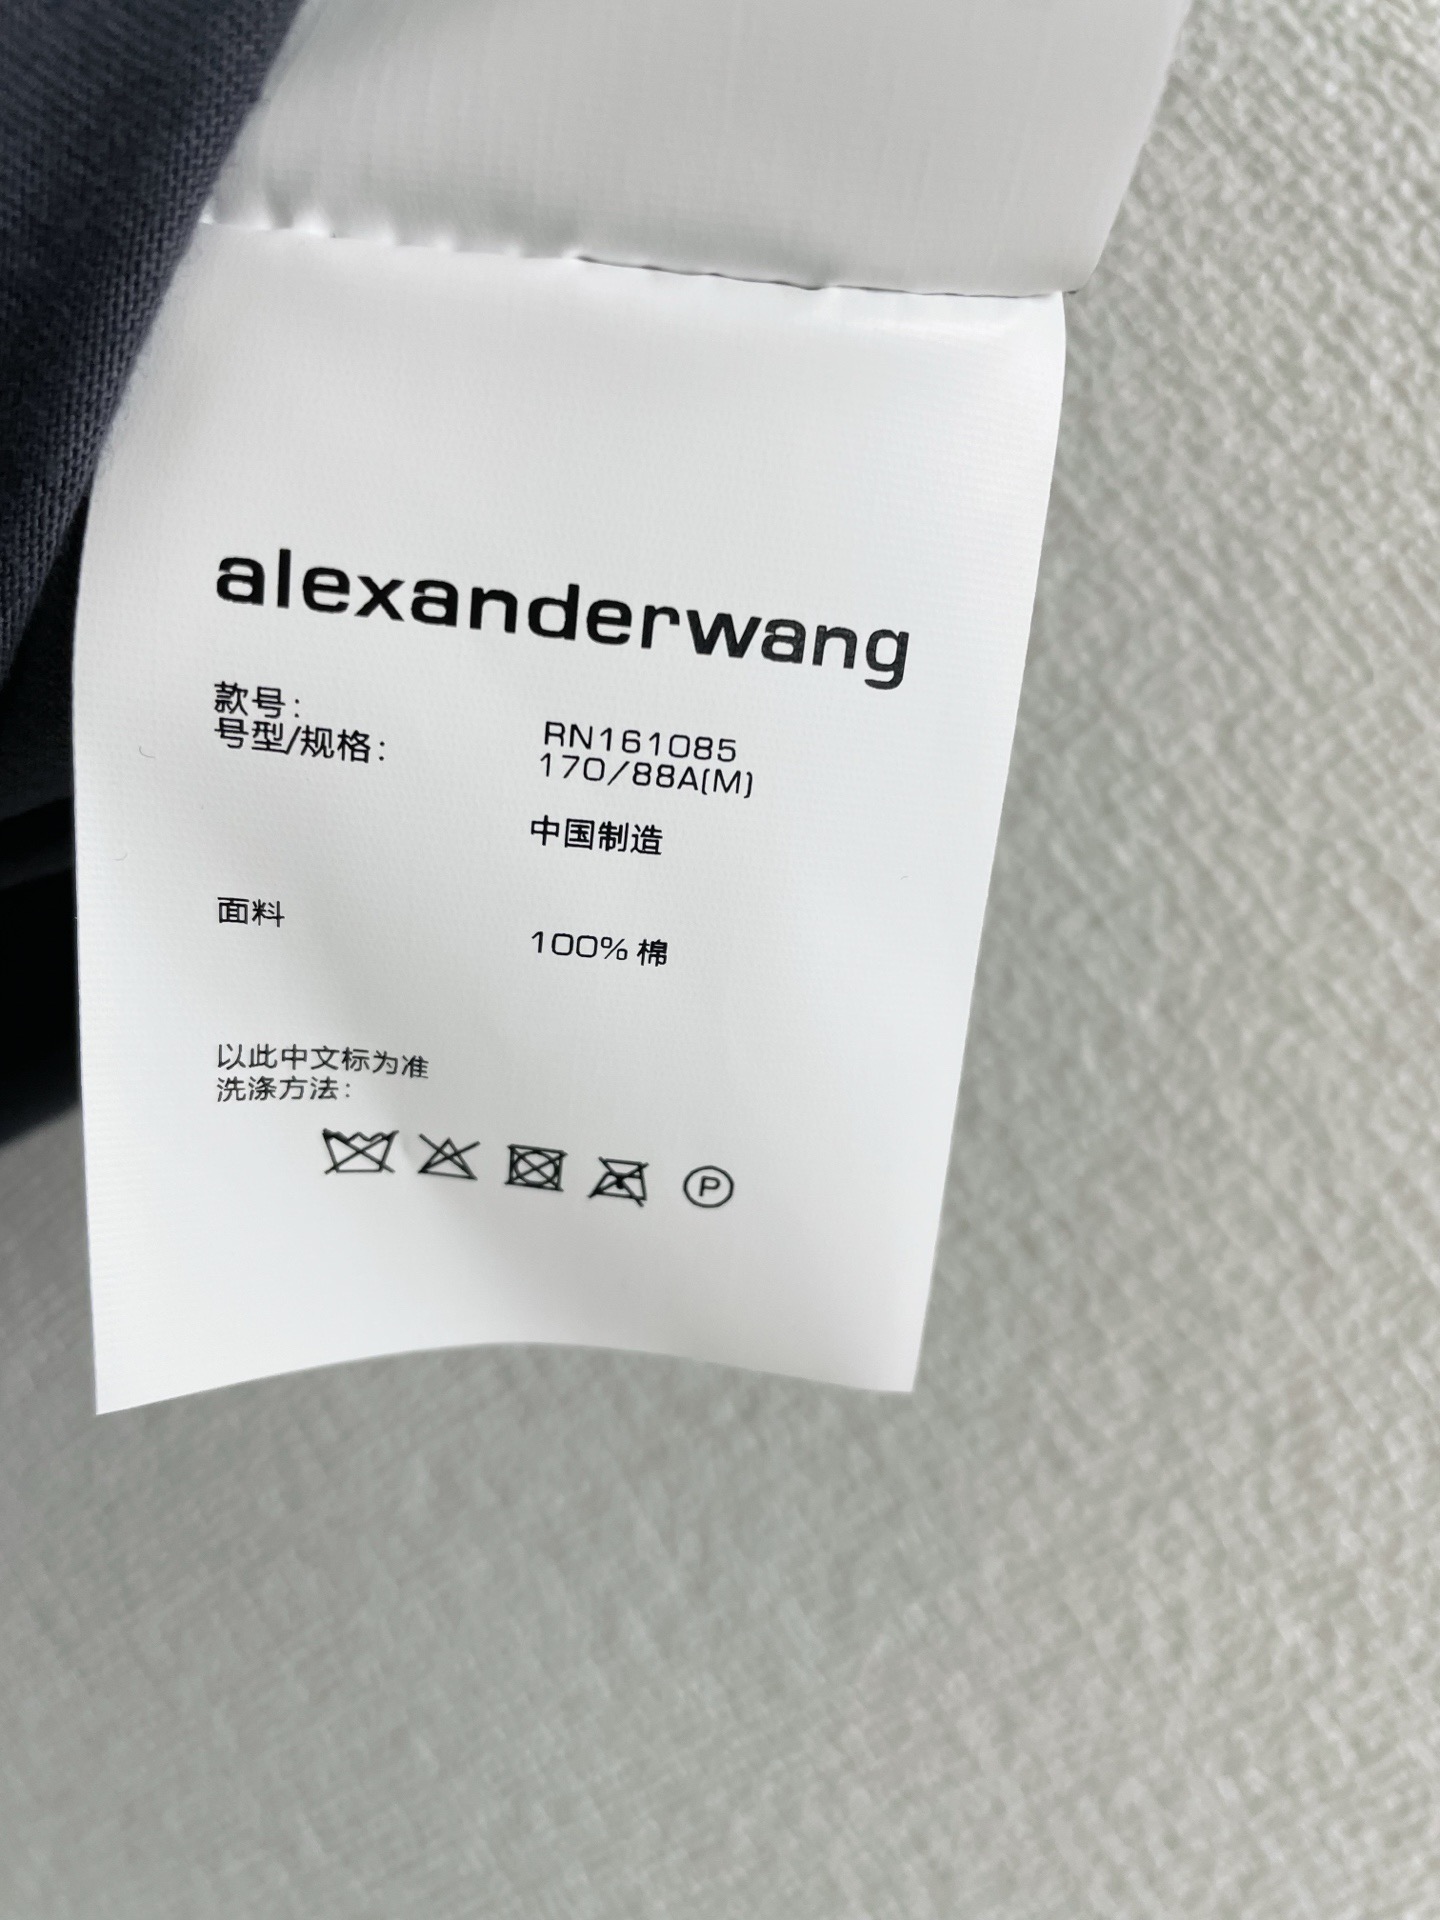 alexanderwang
款号：
RN161085
号型/规格：
170/88A(M)
中国制造
面料
100% 棉
以此中文标为准
洗涤方法：
P